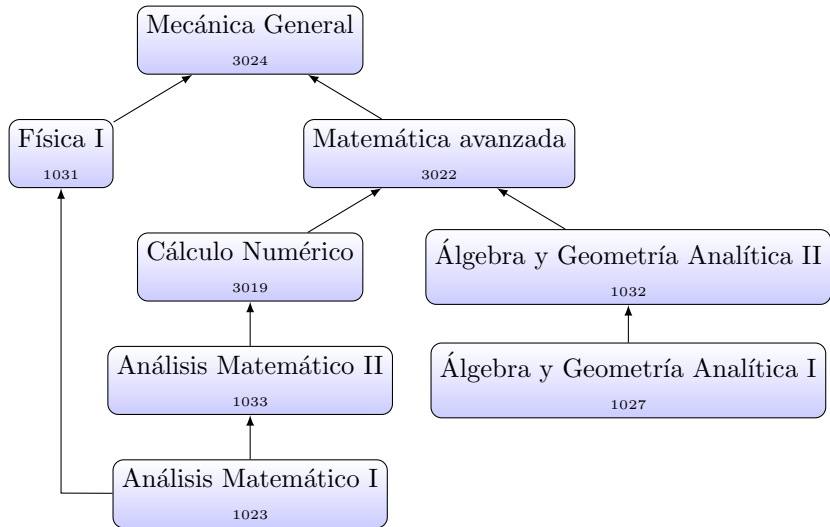 Mecánica General
3024
Física I
1031
Matemática avanzada
3022
Cálculo Numérico
3019
Álgebra y Geometría Analítica II
1032
Análisis Matemático II
1033
Álgebra y Geometría Analítica I
1027
Análisis Matemático I
1023